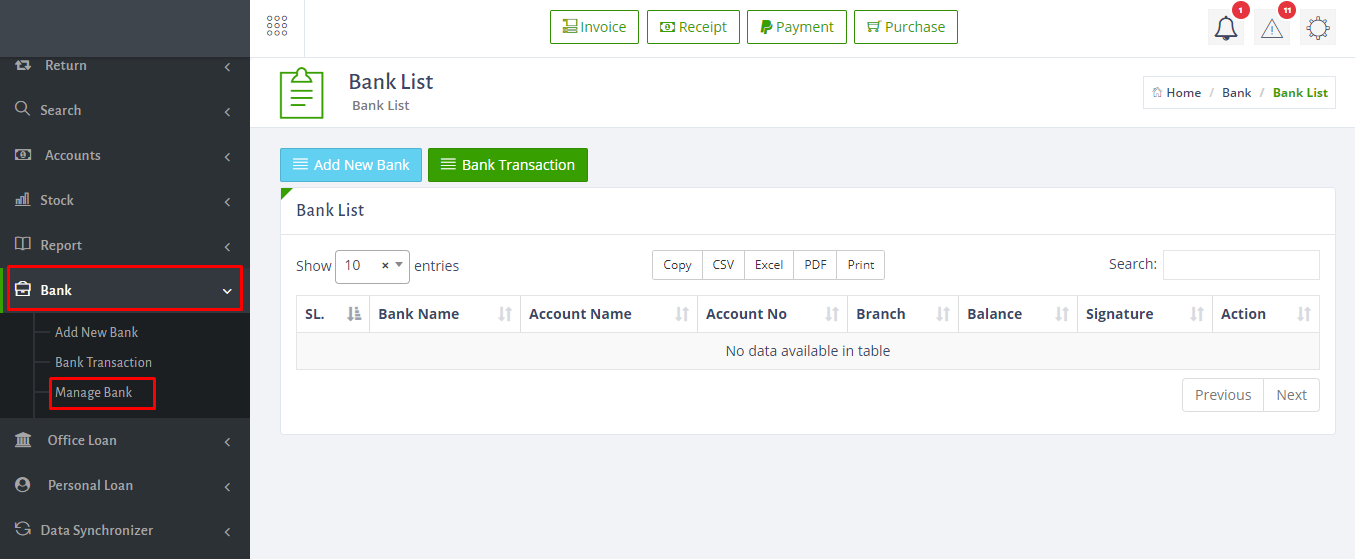 Invoice Receipt Payment Purchase 1 11
Return
Search
Accounts
Stock
Report
Bank
Add New Bank
Bank Transaction
Manage Bank
Office Loan
Personal Loan
Data Synchronizer
Bank List
Bank List
Home / Bank / Bank List
Add New Bank Bank Transaction
Bank List
Show 10 × entries Copy CSV Excel PDF Print Search:
SL. Bank Name Account Name Account No Branch Balance Signature Action
No data available in table
Previous Next